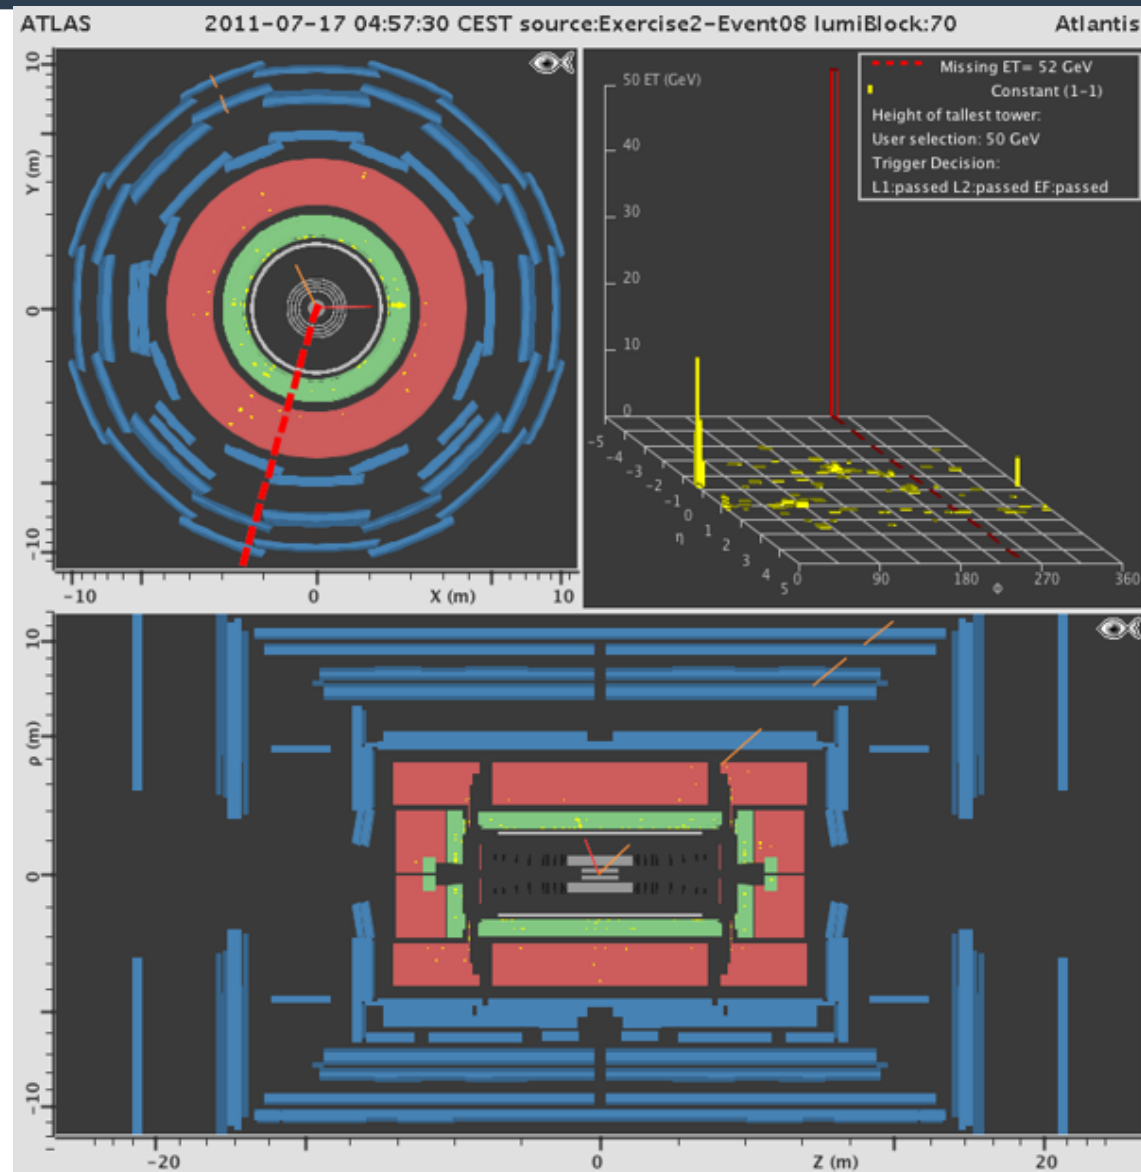 ATLAS 2011-07-17 04:57:30 CEST source:Exercise2-Event08 lumiBlock:70 Atlantis
10
Y (m)
0
-10
-10 0 X (m) 10
50 ET (GeV)
40
30
20
10
0
Missing ET= 52 GeV
Constant (1-1)
Height of tallest tower:
User selection: 50 GeV
Trigger Decision:
L1:passed L2:passed EF:passed
-5
-4
-3
-2
-1
0
η
1
2
3
4
5
0 90 180 270 360
Φ
10
ρ (m)
0
-10
-20 0 Z (m) 20